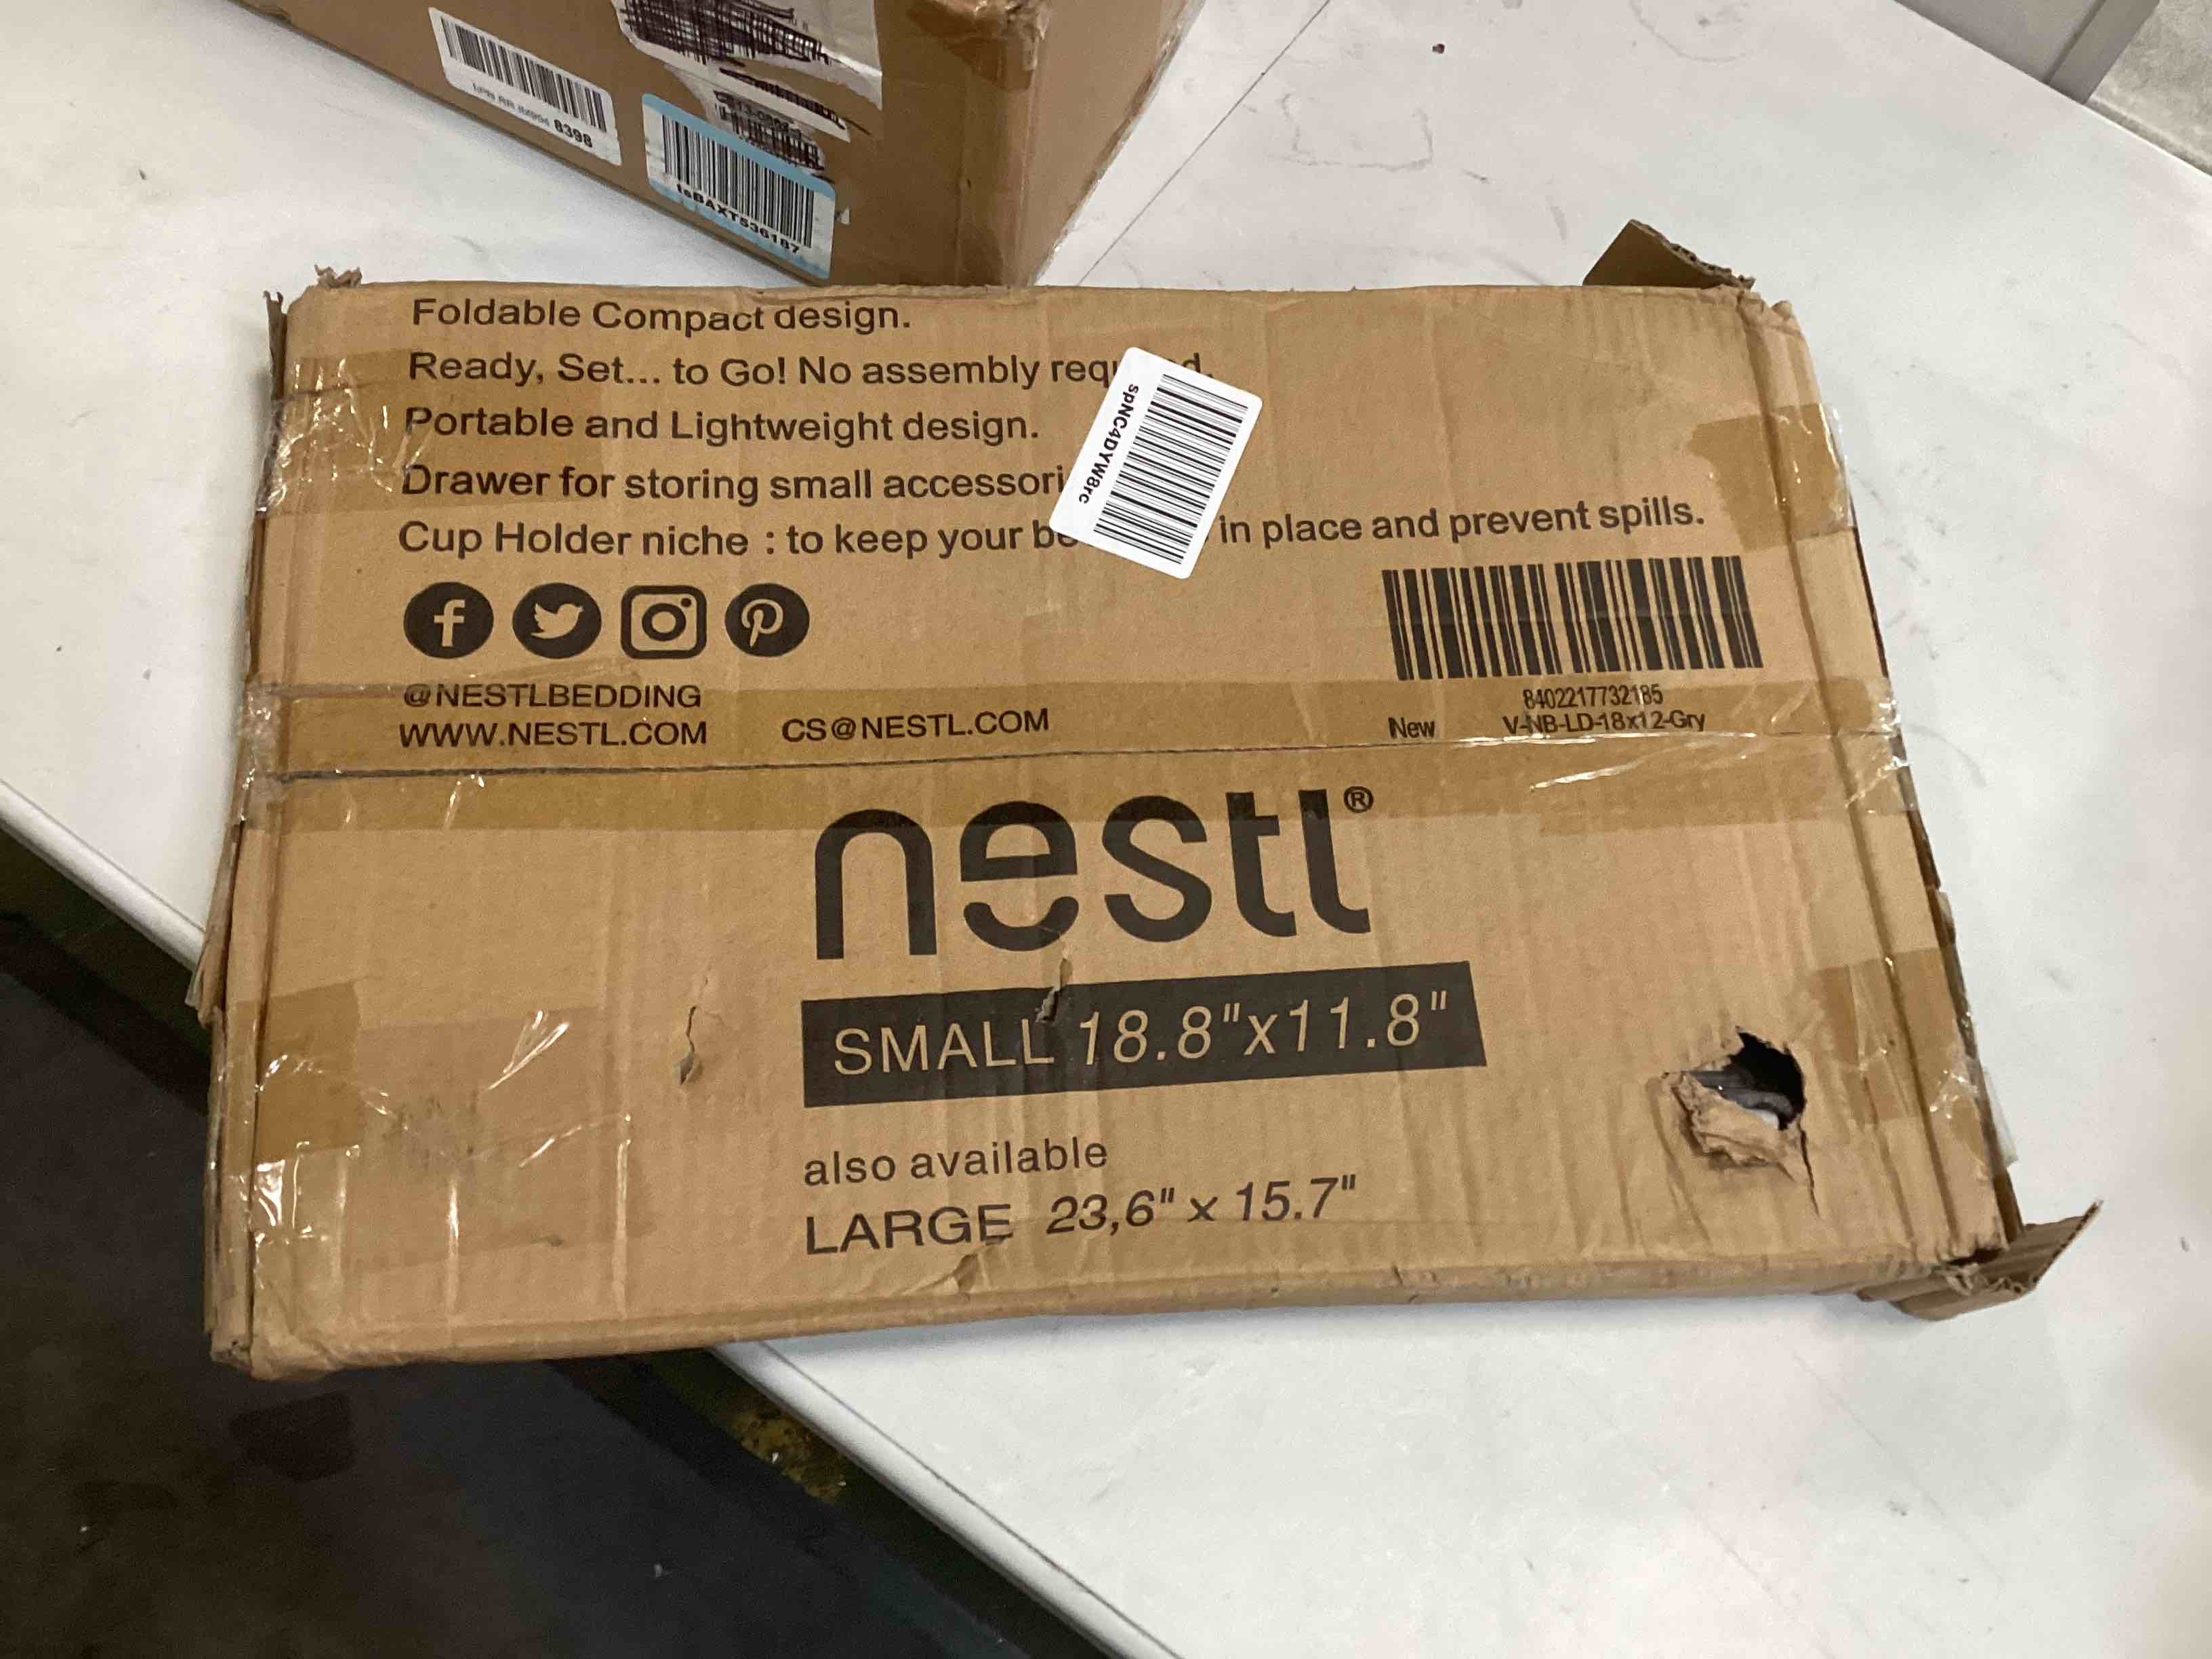 8398
tsBAXT536187
Foldable Compact design.
Ready, Set... to Go! No assembly
Portable and Lightweight design.
Drawer for storing small accessori
Cup Holder niche : to keep your be in place and prevent spills.
spNC4DYW8rc
@NESTLBEDDING
WWW.NESTL.COM CS@NESTL.COM
8402217732185
New V-NB-LD-18x12-Gry
nestl®
SMALL 18.8"x11.8"
also available
LARGE 23,6" x 15.7"